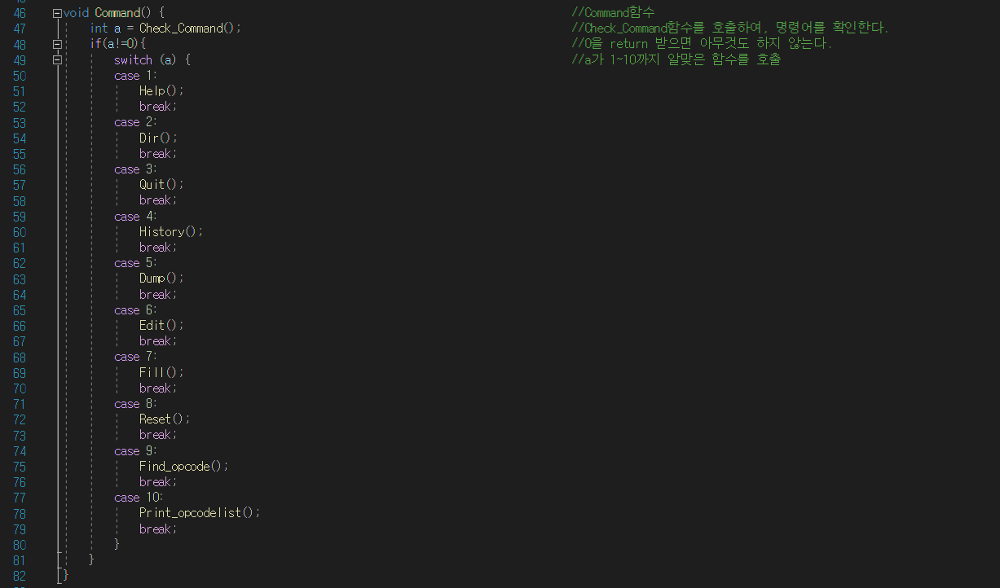 46 void Command() { //Command함수
47 int a = Check_Command(); //Check_Command함수를 호출하여, 명령어를 확인한다.
48 if(a!=0){ //0을 return 받으면 아무것도 하지 않는다.
49 switch (a) { //a가 1~10까지 알맞은 함수를 호출
50 case 1:
51 Help();
52 break;
53 case 2:
54 Dir();
55 break;
56 case 3:
57 Quit();
58 break;
59 case 4:
60 History();
61 break;
62 case 5:
63 Dump();
64 break;
65 case 6:
66 Edit();
67 break;
68 case 7:
69 Fill();
70 break;
71 case 8:
72 Reset();
73 break;
74 case 9:
75 Find_opcode();
76 break;
77 case 10:
78 Print_opcodelist();
79 break;
80 }
81 }
82 }